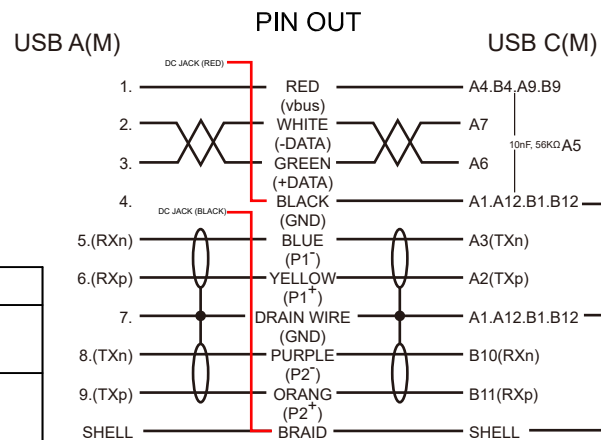 PIN OUT
USB A(M) USB C(M)
DC JACK (RED)
1. RED A4.B4.A9.B9
(vbus)
2. WHITE A7
(-DATA) 10nF, 56KΩ A5
3. GREEN A6
(+DATA)
4. BLACK A1.A12.B1.B12
DC JACK (BLACK) (GND)
5.(RXn) BLUE A3(TXn)
(P1-)
6.(RXp) YELLOW A2(TXp)
(P1+)
7. DRAIN WIRE A1.A12.B1.B12
(GND)
8.(TXn) PURPLE B10(RXn)
(P2-)
9.(TXp) ORANG B11(RXp)
(P2+)
SHELL BRAID SHELL